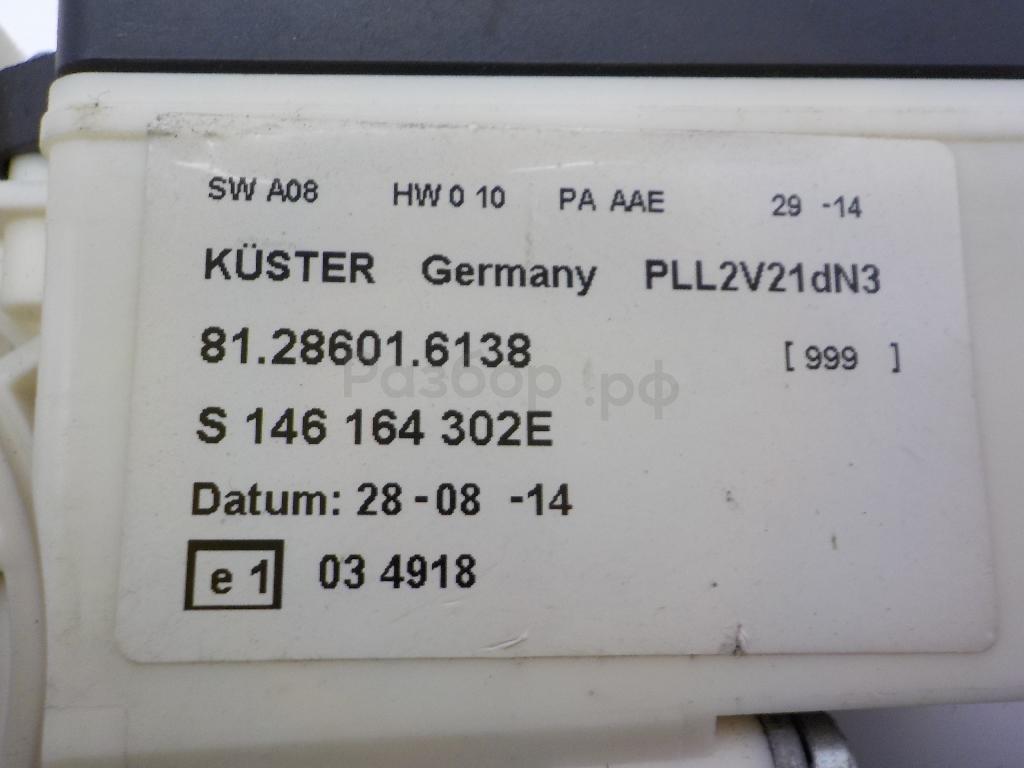 SW A08 HW 0 10 PA AAE 29 -14
KÜSTER Germany PLL2V21dN3
81.28601.6138 [ 999 ]
Разбор.рф
S 146 164 302E
Datum: 28-08 -14
e 1 03 4918